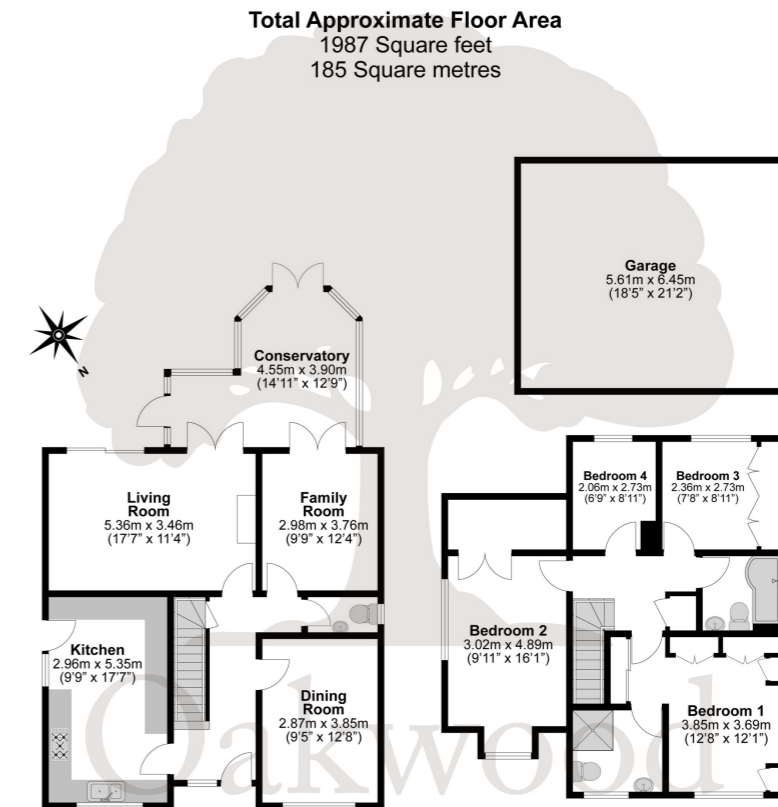 Total Approximate Floor Area
1987 Square feet
185 Square metres
Garage
5.61m x 6.45m
(18'5" x 21'2")
N
Conservatory
4.55m x 3.90m
(14'11" x 12'9")
Living
Room
5.36m x 3.46m
(17'7" x 11'4")
Family
Room
2.98m x 3.76m
(9'9" x 12'4")
Bedroom 4
2.06m x 2.73m
(6'9" x 8'11")
Bedroom 3
2.36m x 2.73m
(7'8" x 8'11")
Kitchen
2.96m x 5.35m
(9'9" x 17'7")
Dining
Room
2.87m x 3.85m
(9'5" x 12'8")
Bedroom 2
3.02m x 4.89m
(9'11" x 16'1")
Bedroom 1
3.85m x 3.69m
(12'8" x 12'1")
Oakwood